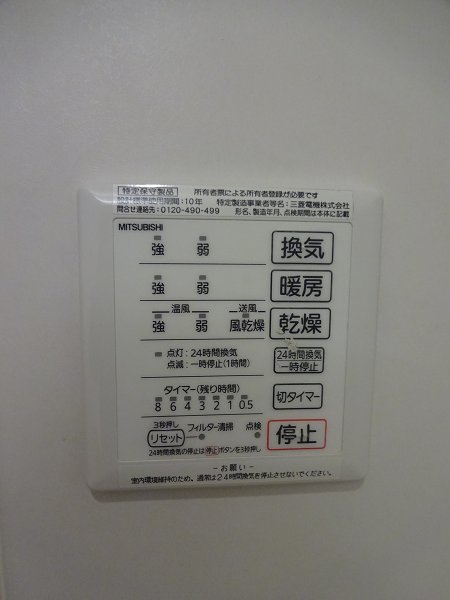 特定保守製品 所有者票による所有者登録が必要です
設計標準使用期間:10年 特定製造事業者等名:三菱電機株式会社
問合せ連絡先:0120-490-499 形名、製造年月、点検期間は本体に記載
MITSUBISHI
強 弱 換気
強 弱 暖房
温風 送風
強 弱 風乾燥 乾燥
点灯:24時間換気 24時間換気
点滅:一時停止(1時間) 一時停止
タイマー(残り時間) 切タイマー
8 6 4 3 2 1 0.5
3秒押し
リセット フィルター清掃 点検 停止
24時間換気の停止は停止ボタンを3秒押し
-お願い-
室内環境維持のため、通常は24時間換気を停止させないでください。